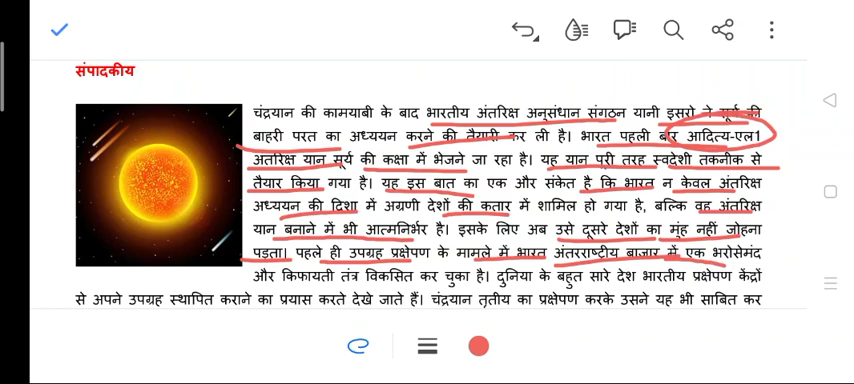 संपादकीय
चंद्रयान की कामयाबी के बाद भारतीय अंतरिक्ष अनुसंधान संगठन यानी इसरो ने सूर्य की
बाहरी परत का अध्ययन करने की तैयारी कर ली है। भारत पहली बार आदित्य-एल1
अंतरिक्ष यान सूर्य की कक्षा में भेजने जा रहा है। यह यान पूरी तरह स्वदेशी तकनीक से
तैयार किया गया है। यह इस बात का एक और संकेत है कि भारत न केवल अंतरिक्ष
अध्ययन की दिशा में अग्रणी देशों की कतार में शामिल हो गया है, बल्कि वह अंतरिक्ष
यान बनाने में भी आत्मनिर्भर है। इसके लिए अब उसे दूसरे देशों का मुंह नहीं जोहना
पड़ता। पहले ही उपग्रह प्रक्षेपण के मामले में भारत अंतरराष्ट्रीय बाजार में एक भरोसेमंद
और किफायती तंत्र विकसित कर चुका है। दुनिया के बहुत सारे देश भारतीय प्रक्षेपण केंद्रों
से अपने उपग्रह स्थापित कराने का प्रयास करते देखे जाते हैं। चंद्रयान तृतीय का प्रक्षेपण करके उसने यह भी साबित कर